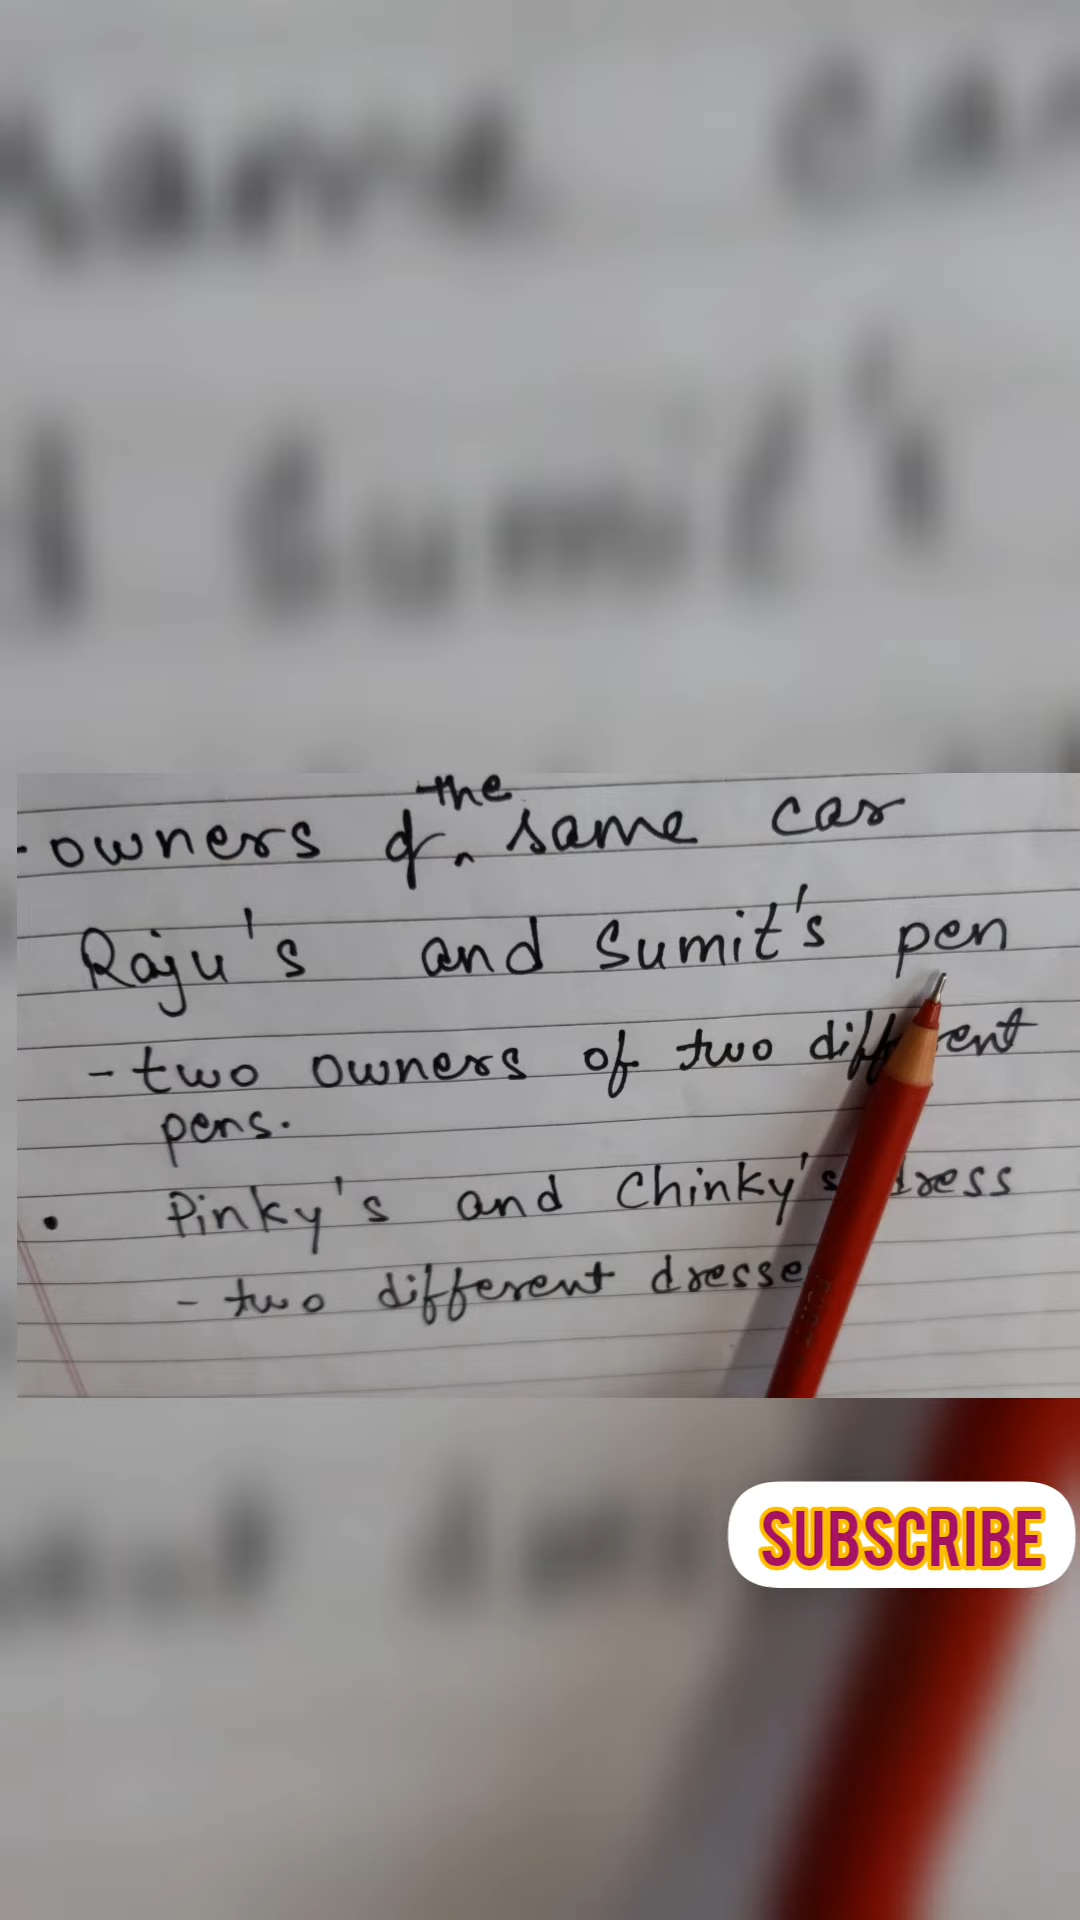 owners of the same car
Raju's and Sumit's pen
- two owners of two different
pens.
• Pinky's and Chinky's dress
- two different dresses
SUBSCRIBE